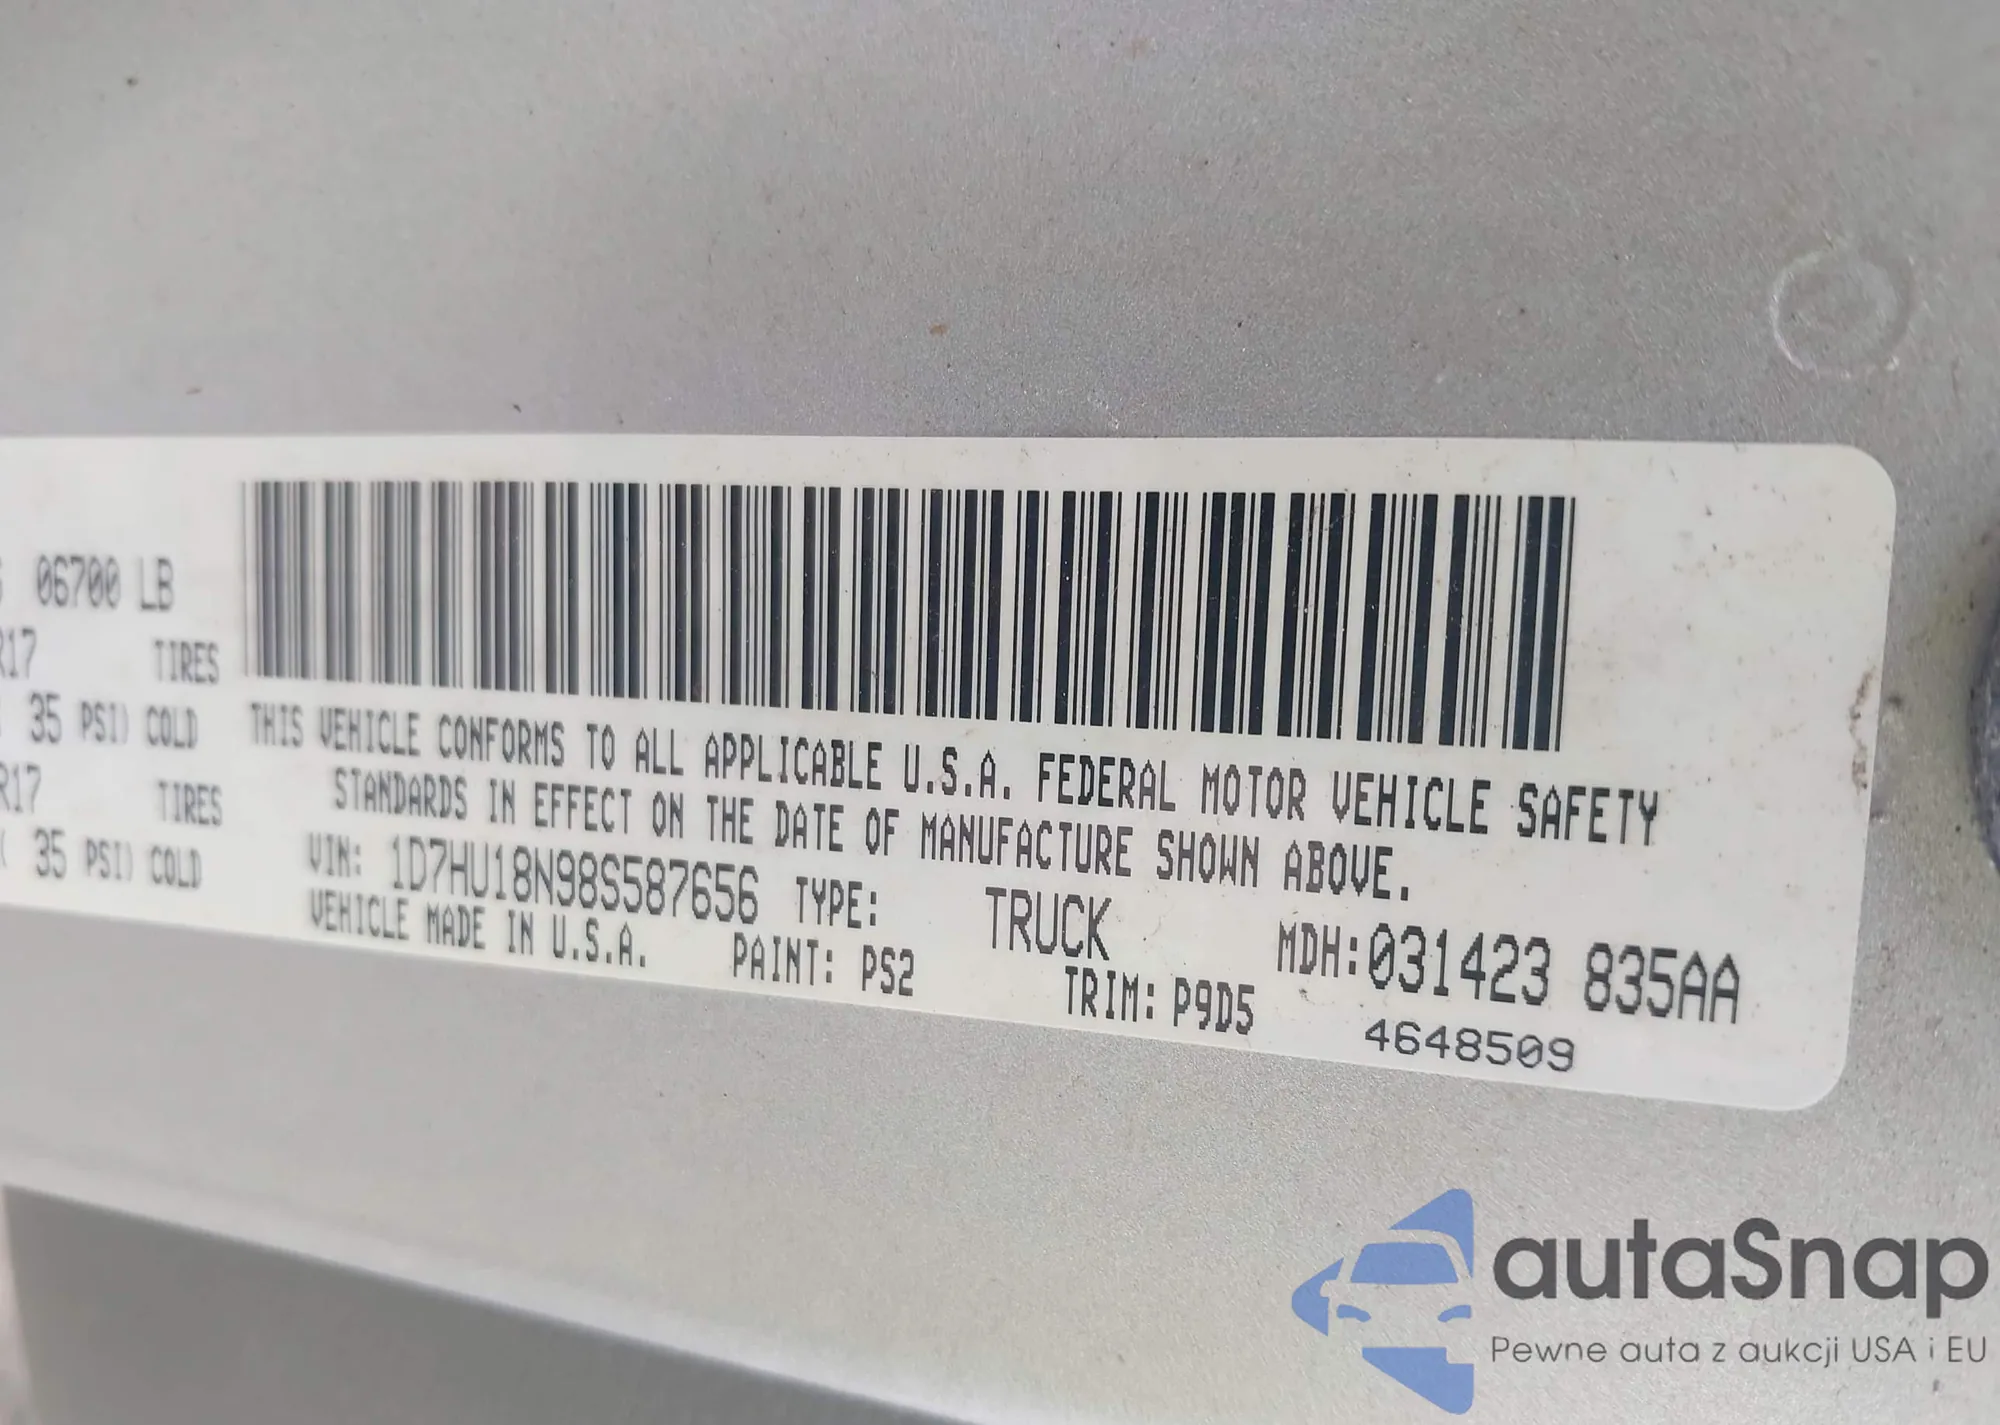 06700 LB
R17 TIRES
35 PSI) COLD
R17 TIRES
( 35 PSI) COLD
THIS VEHICLE CONFORMS TO ALL APPLICABLE U.S.A. FEDERAL MOTOR VEHICLE SAFETY
STANDARDS IN EFFECT ON THE DATE OF MANUFACTURE SHOWN ABOVE.
VIN: 1D7HU18N98S587656 TYPE: TRUCK MDH:031423 835AA
VEHICLE MADE IN U.S.A. PAINT: PS2 TRIM: P9D5 4648509
autaSnap
Pewne auta z aukcji USA i EU